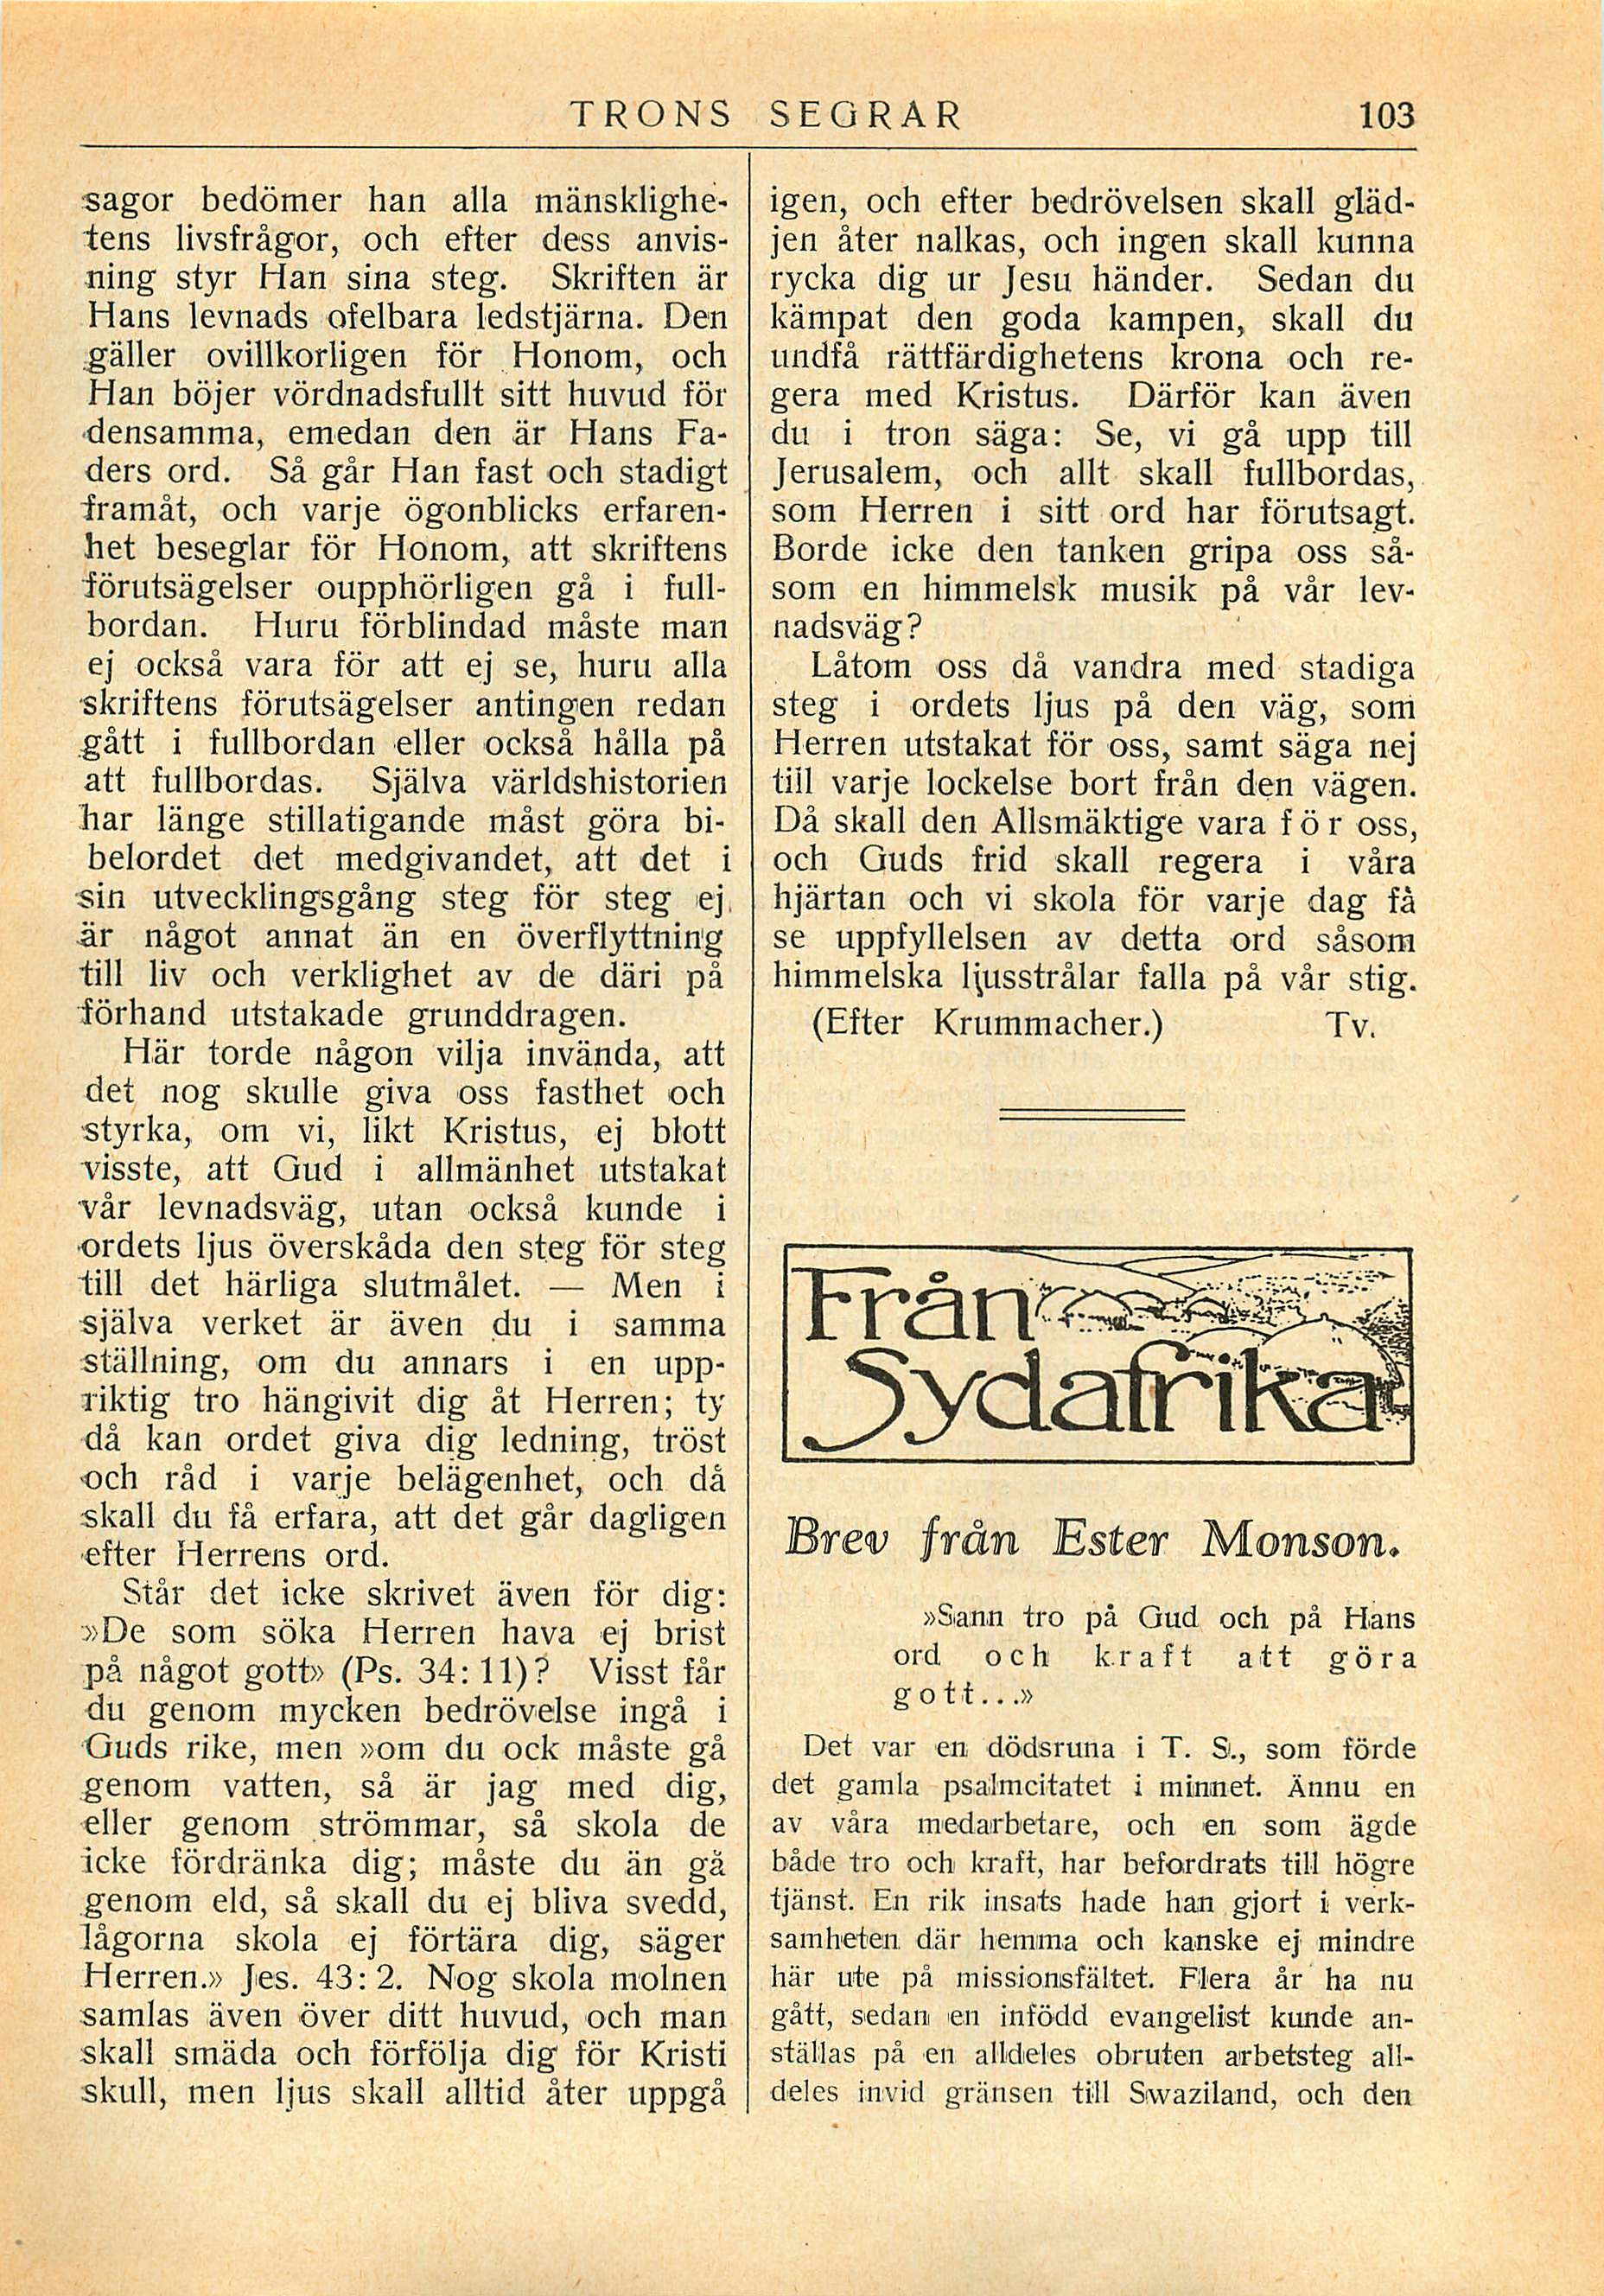 TRONS SEGRAR 103
sagor bedömer han alla mänsklighe-
tens livsfrågor, och efter dess anvis-
ning styr Han sina steg. Skriften är
Hans levnads ofelbara ledstjärna. Den
gäller ovillkorligen för Honom, och
Han böjer vördnadsfullt sitt huvud för
densamma, emedan den är Hans Fa-
ders ord. Så går Han fast och stadigt
framåt, och varje ögonblicks erfaren-
het beseglar för Honom, att skriftens
förutsägelser oupphörligen gå i full-
bordan. Huru förblindad måste man
ej också vara för att ej se, huru alla
skriftens förutsägelser antingen redan
gått i fullbordan eller också hålla på
att fullbordas. Själva världshistorien
har länge stillatigande måst göra bi-
belordet det medgivandet, att det i
sin utvecklingsgång steg för steg ej
är något annat än en överflyttning
till liv och verklighet av de däri på
förhand utstakade grunddragen.
Här torde någon vilja invända, att
det nog skulle giva oss fasthet och
styrka, om vi, likt Kristus, ej blott
visste, att Gud i allmänhet utstakat
vår levnadsväg, utan också kunde i
ordets ljus överskåda den steg för steg
till det härliga slutmålet. — Men i
själva verket är även du i samma
ställning, om du annars i en upp-
riktig tro hängivit dig åt Herren; ty
då kan ordet giva dig ledning, tröst
och råd i varje belägenhet, och då
skall du få erfara, att det går dagligen
efter Herrens ord.
Står det icke skrivet även för dig:
»De som söka Herren hava ej brist
på något gott» (Ps. 34: 11)? Visst får
du genom mycken bedrövelse ingå i
Guds rike, men »om du ock måste gå
genom vatten, så är jag med dig,
eller genom strömmar, så skola de
icke fördränka dig; måste du än gå
genom eld, så skall du ej bliva svedd,
lågorna skola ej förtära dig, säger
Herren.» Jes. 43: 2. Nog skola molnen
samlas även över ditt huvud, och man
skall smäda och förfölja dig för Kristi
skull, men ljus skall alltid åter uppgå
igen, och efter bedrövelsen skall gläd-
jen åter nalkas, och ingen skall kunna
rycka dig ur Jesu händer. Sedan du
kämpat den goda kampen, skall du
undfå rättfärdighetens krona och re-
gera med Kristus. Därför kan även
du i tron säga: Se, vi gå upp till
Jerusalem, och allt skall fullbordas,
som Herren i sitt ord har förutsagt.
Borde icke den tanken gripa oss så-
som en himmelsk musik på vår lev-
nadsväg?
Låtom oss då vandra med stadiga
steg i ordets ljus på den väg, som
Herren utstakat för oss, samt säga nej
till varje lockelse bort från den vägen.
Då skall den Allsmäktige vara f ö r oss,
och Guds frid skall regera i våra
hjärtan och vi skola för varje dag få
se uppfyllelsen av detta ord såsom
himmelska ljusstrålar falla på vår stig.
(Efter Krummacher.) Tv.
Från
Sydafrika
Brev från Ester Monson.
»Sann tro på Gud och på Hans
ord o c h k r a f t a t t g ö r a
g o t t . . .»
Det var en dödsruna i T. S., som förde
det gamla psalmcitatet i minnet. Ännu en
av våra medarbetare, och en som ägde
både tro och kraft, har befordrats till högre
tjänst. En rik insats hade han gjort i verk-
samheten där hemma och kanske ej mindre
här ute på missionsfältet. Flera år ha nu
gått, sedan en infödd evangelist kunde an-
ställas på en alldeles obruten arbetsteg all-
deles invid gränsen till Swaziland, och den